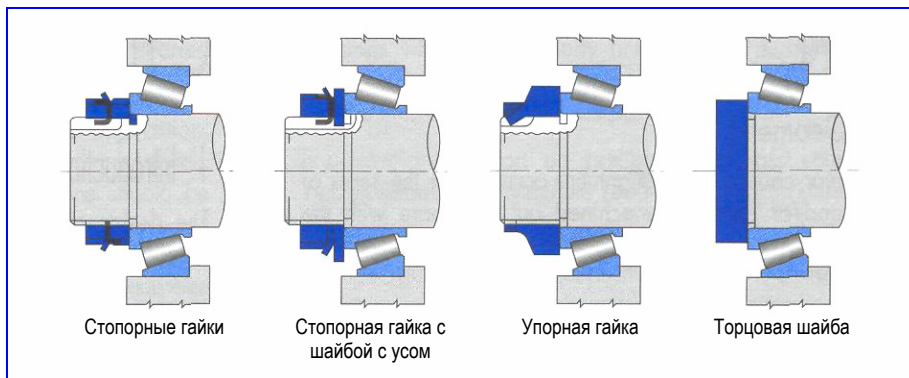 Стопорные гайки
Стопорная гайка с
шайбой с усом
Упорная гайка
Торцовая шайба